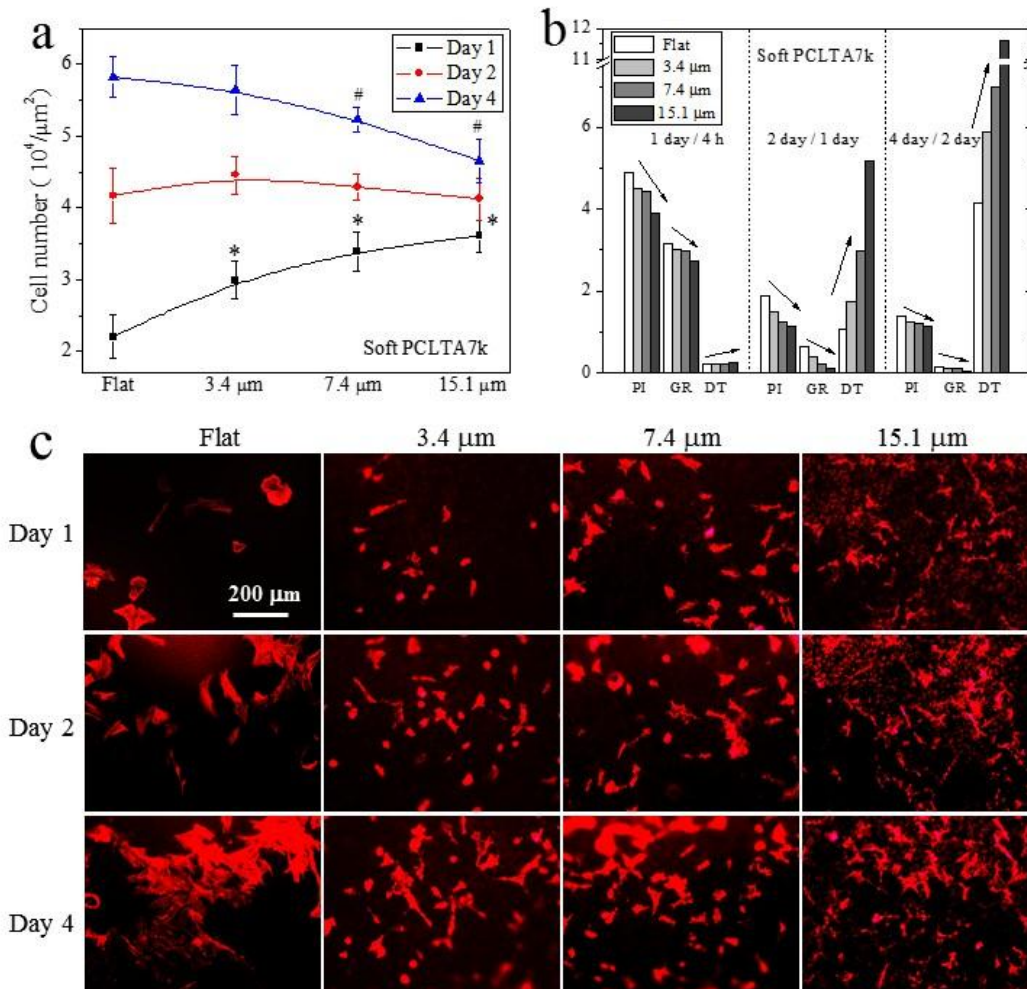 a
Cell number ( 10⁴/μm²)
6
5
4
3
2
Day 1
Day 2
Day 4
#
#
*
*
*
Soft PCLTA7k
Flat
3.4 μm
7.4 μm
15.1 μm
b
12
11
6
4
2
0
Flat
3.4 μm
7.4 μm
15.1 μm
Soft PCLTA7k
1 day / 4 h
2 day / 1 day
4 day / 2 day
PI GR DT PI GR DT PI GR DT
c
Flat 3.4 μm 7.4 μm 15.1 μm
Day 1
200 μm
Day 2
Day 4